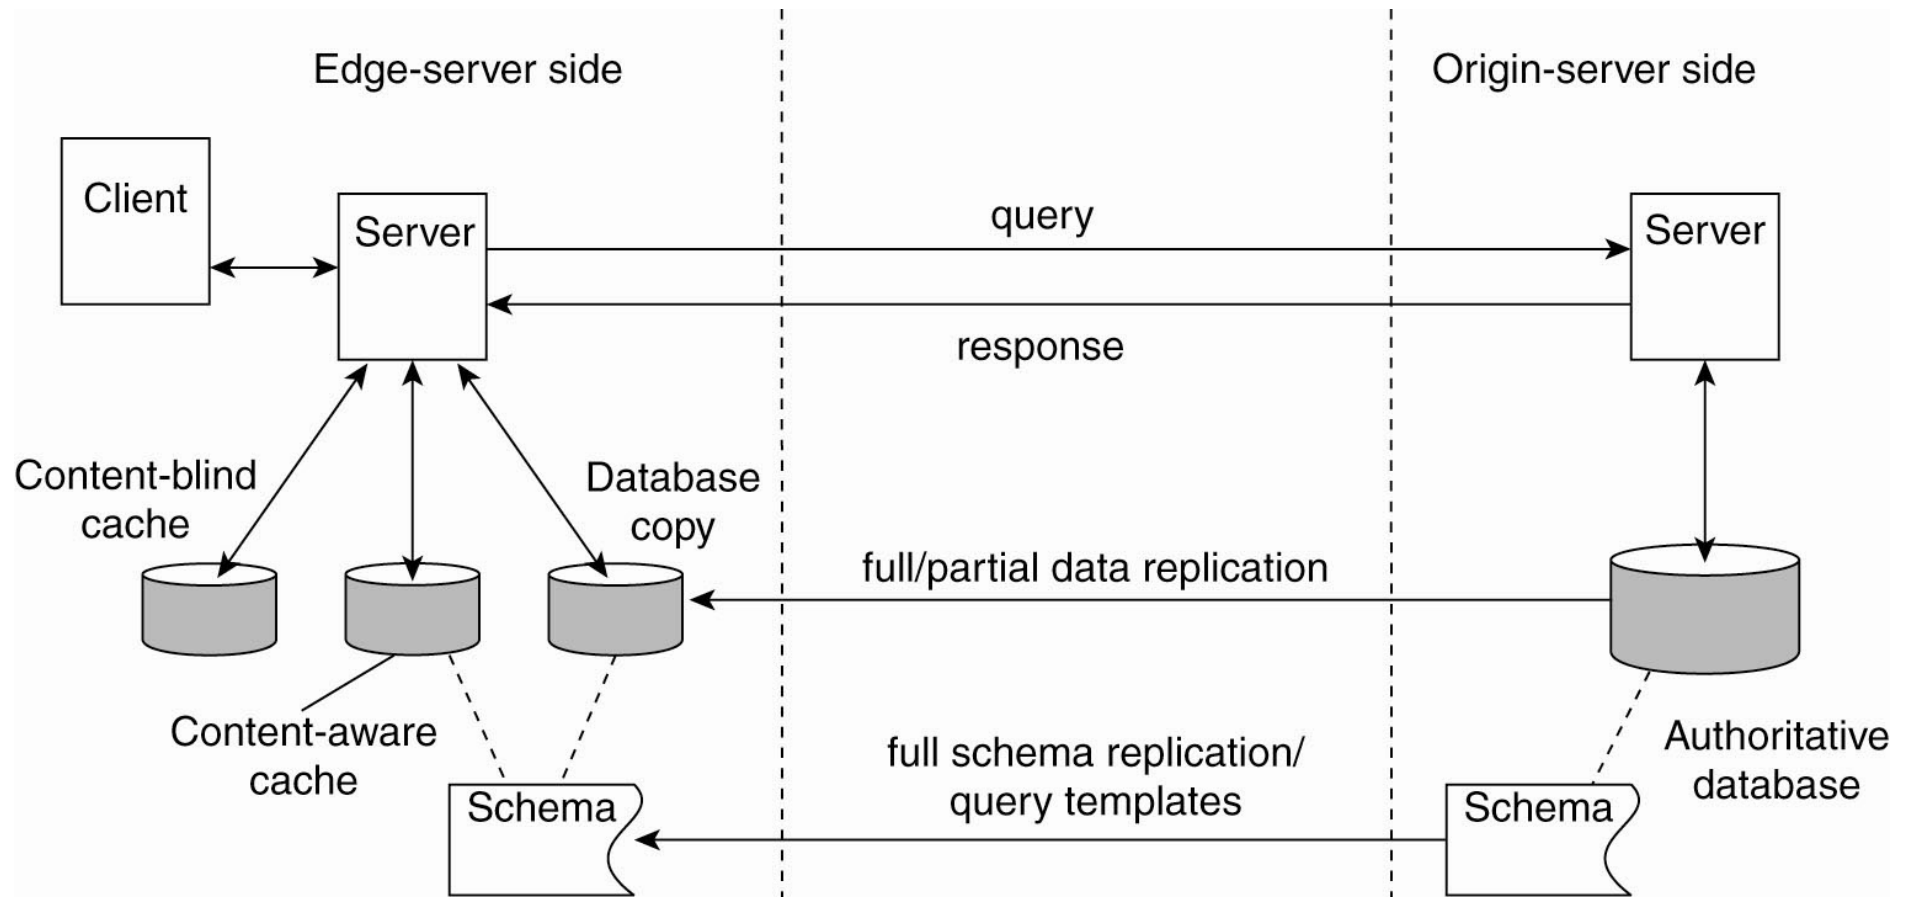 Edge-server side
Origin-server side
Client
Server
query
Server
response
Content-blind
cache
Database
copy
full/partial data replication
Content-aware
cache
full schema replication/
query templates
Authoritative
database
Schema
Schema